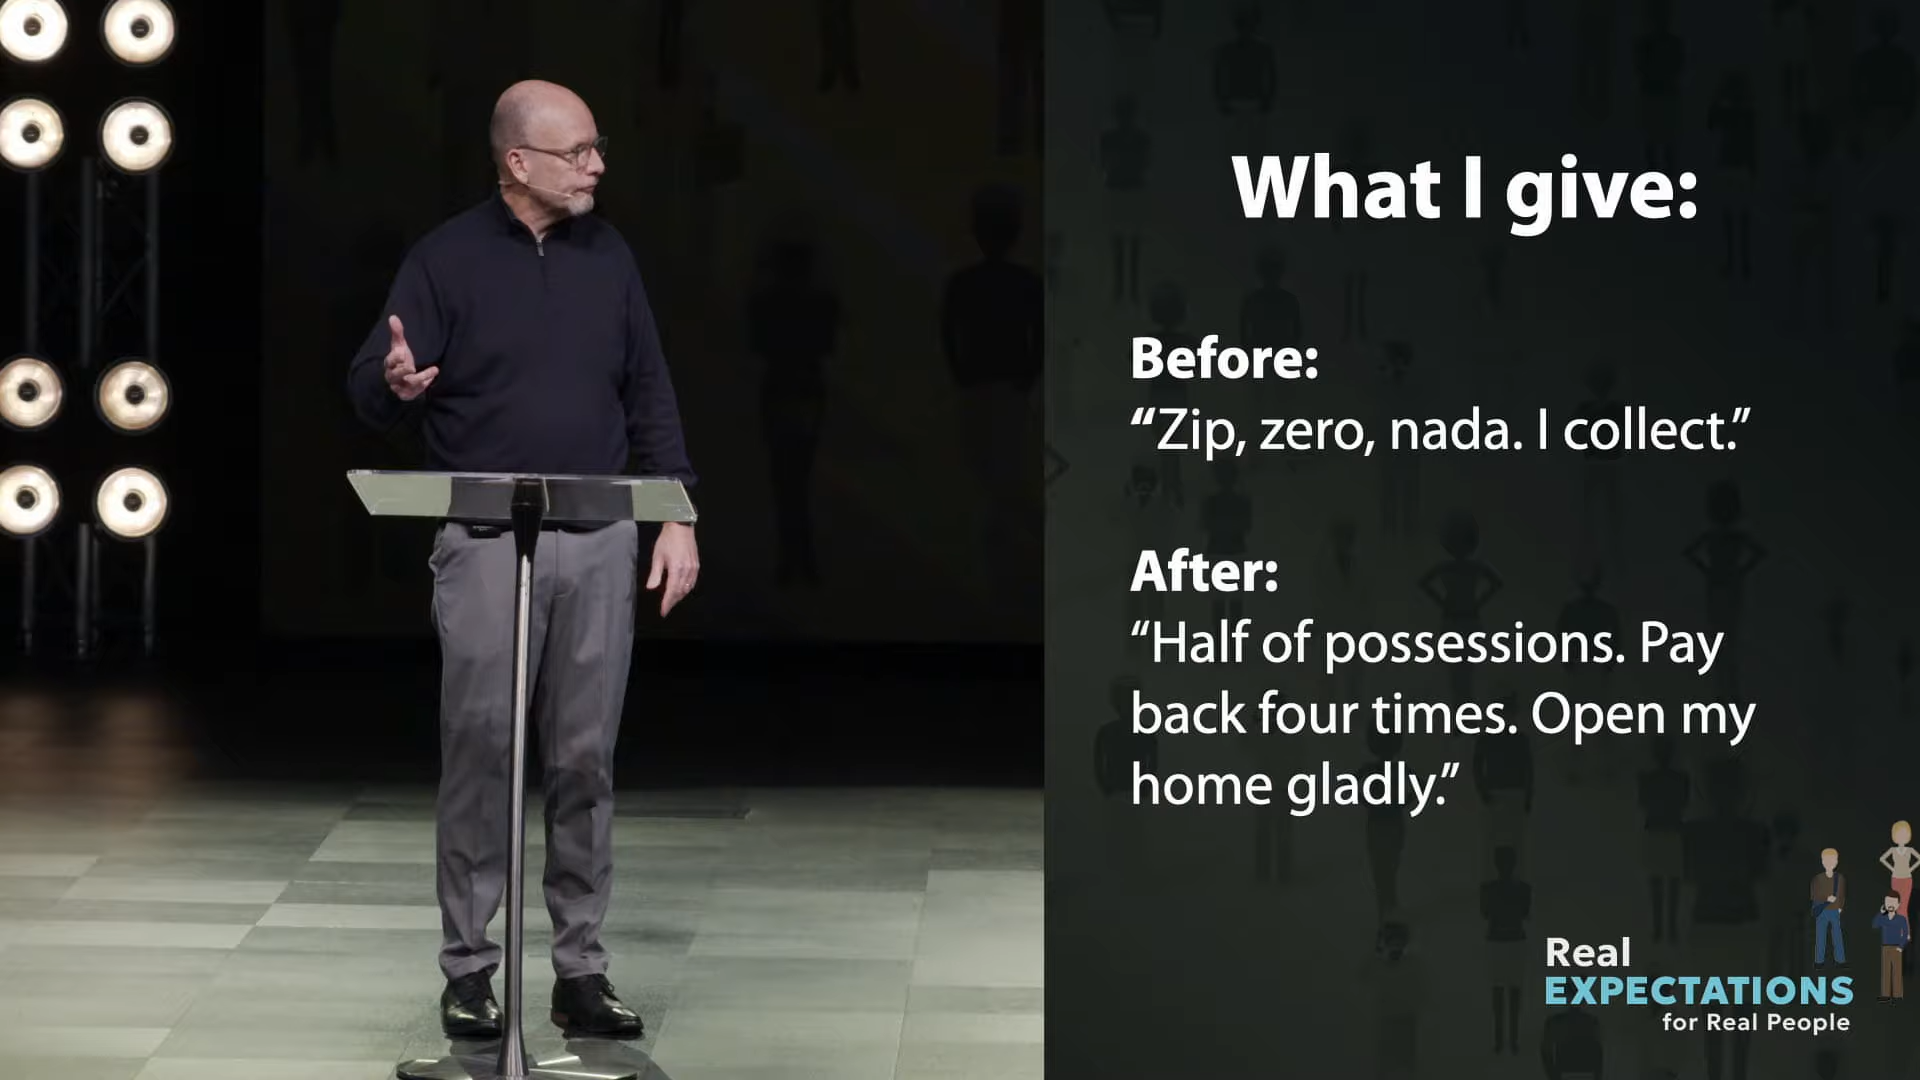 What I give:
Before:
“Zip, zero, nada. I collect.”
After:
“Half of possessions. Pay
back four times. Open my
home gladly.”
Real
EXPECTATIONS
for Real People